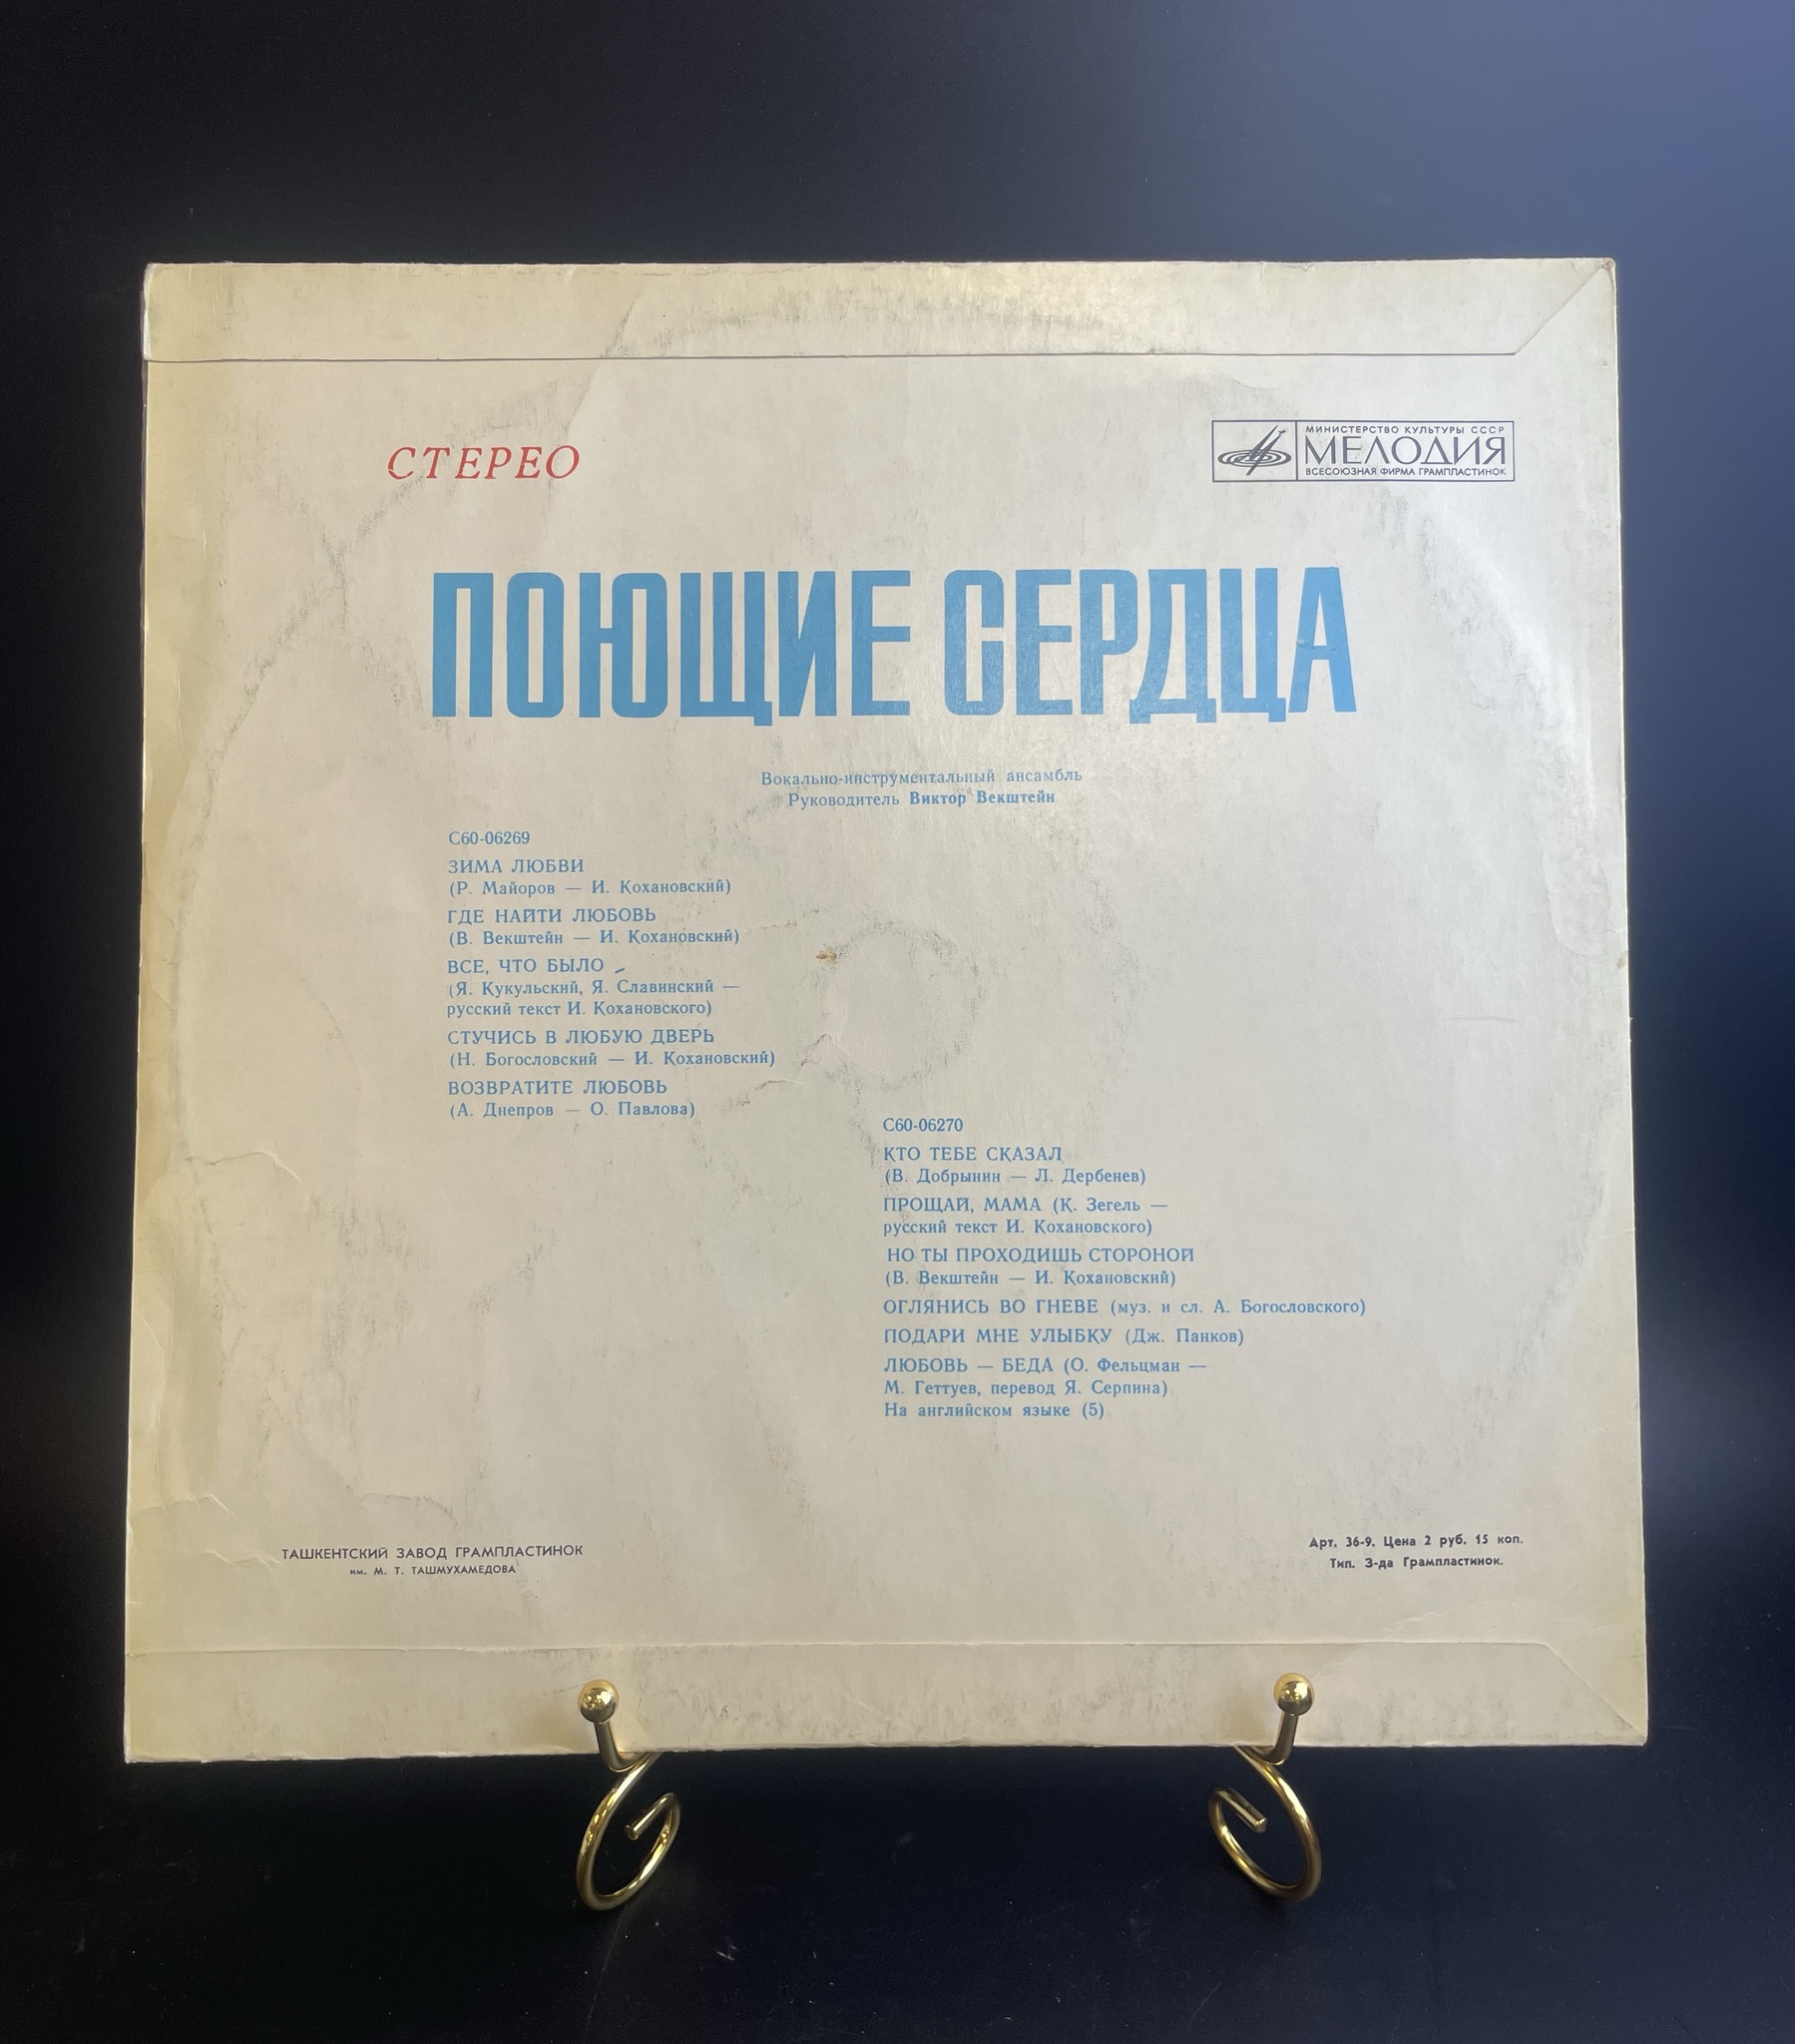 СТЕРЕО
МИНИСТЕРСТВО КУЛЬТУРЫ СССР
МЕЛОДИЯ
ВСЕСОЮЗНАЯ ФИРМА ГРАМПЛАСТИНОК
ПОЮЩИЕ СЕРДЦА
Вокально-инструментальный ансамбль
Руководитель Виктор Векштейн
С60-06269
ЗИМА ЛЮБВИ
(Р. Майоров — И. Кохановский)
ГДЕ НАЙТИ ЛЮБОВЬ
(В. Векштейн — И. Кохановский)
ВСЕ, ЧТО БЫЛО
(Я. Кукульский, Я. Славинский —
русский текст И. Кохановского)
СТУЧИСЬ В ЛЮБУЮ ДВЕРЬ
(Н. Богословский — И. Кохановский)
ВОЗВРАТИТЕ ЛЮБОВЬ
(А. Днепров — О. Павлова)
С60-06270
КТО ТЕБЕ СКАЗАЛ
(В. Добрынин — Л. Дербенев)
ПРОЩАЙ, МАМА (К. Зегель —
русский текст И. Кохановского)
НО ТЫ ПРОХОДИШЬ СТОРОНОЙ
(В. Векштейн — И. Кохановский)
ОГЛЯНИСЬ ВО ГНЕВЕ (муз. и сл. А. Богословского)
ПОДАРИ МНЕ УЛЫБКУ (Дж. Панков)
ЛЮБОВЬ — БЕДА (О. Фельцман —
М. Геттуев, перевод Я. Серпина)
На английском языке (5)
ТАШКЕНТСКИЙ ЗАВОД ГРАМПЛАСТИНОК
им. М. Т. ТАШМУХАМЕДОВА
Арт. 36-9. Цена 2 руб. 15 коп.
Тип. З-да Грампластинок.